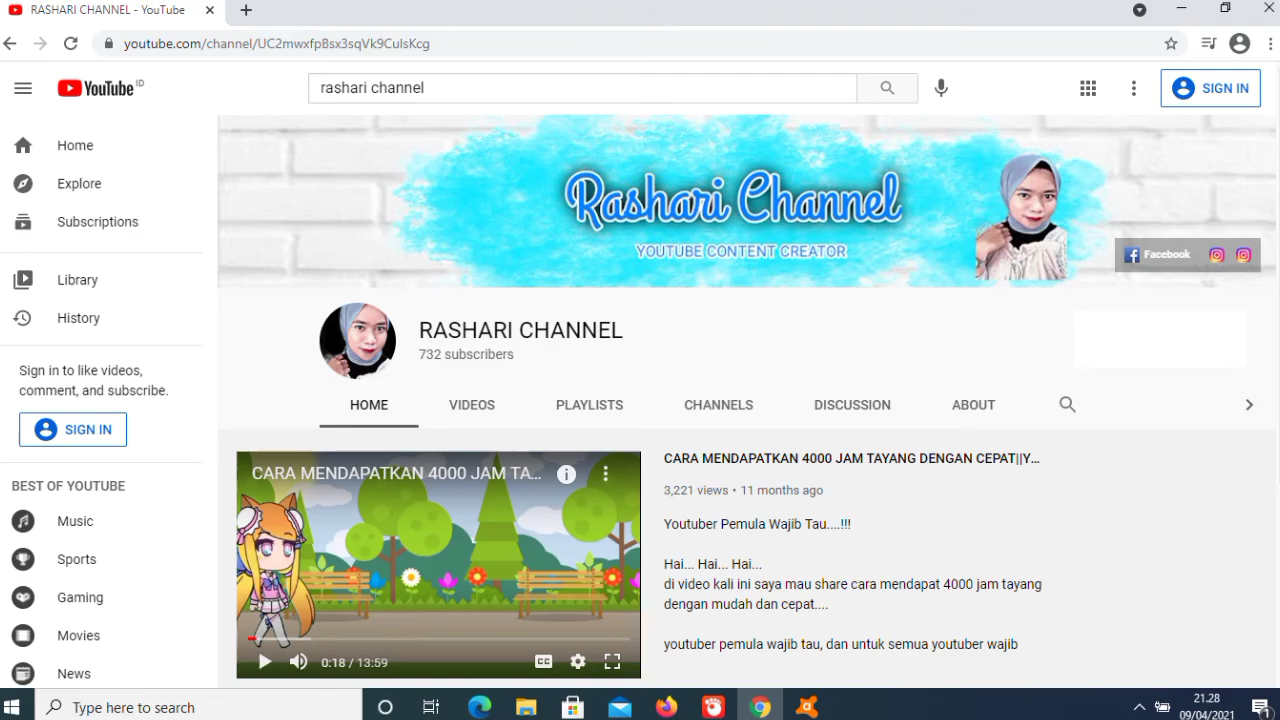 RASHARI CHANNEL - YouTube
youtube.com/channel/UC2mwxfpBsx3sqVk9CulsKcg
YouTube ID
rashari channel
SIGN IN
Home
Explore
Subscriptions
Library
History
Sign in to like videos,
comment, and subscribe.
SIGN IN
BEST OF YOUTUBE
Music
Sports
Gaming
Movies
News
Rashari Channel
YOUTUBE CONTENT CREATOR
Facebook
RASHARI CHANNEL
732 subscribers
HOME VIDEOS PLAYLISTS CHANNELS DISCUSSION ABOUT
CARA MENDAPATKAN 4000 JAM TA...
0:18 / 13:59
CC
CARA MENDAPATKAN 4000 JAM TAYANG DENGAN CEPAT||Y...
3,221 views • 11 months ago
Youtuber Pemula Wajib Tau....!!!
Hai... Hai... Hai...
di video kali ini saya mau share cara mendapat 4000 jam tayang
dengan mudah dan cepat....
youtuber pemula wajib tau, dan untuk semua youtuber wajib
Type here to search
21.28
09/04/2021
1